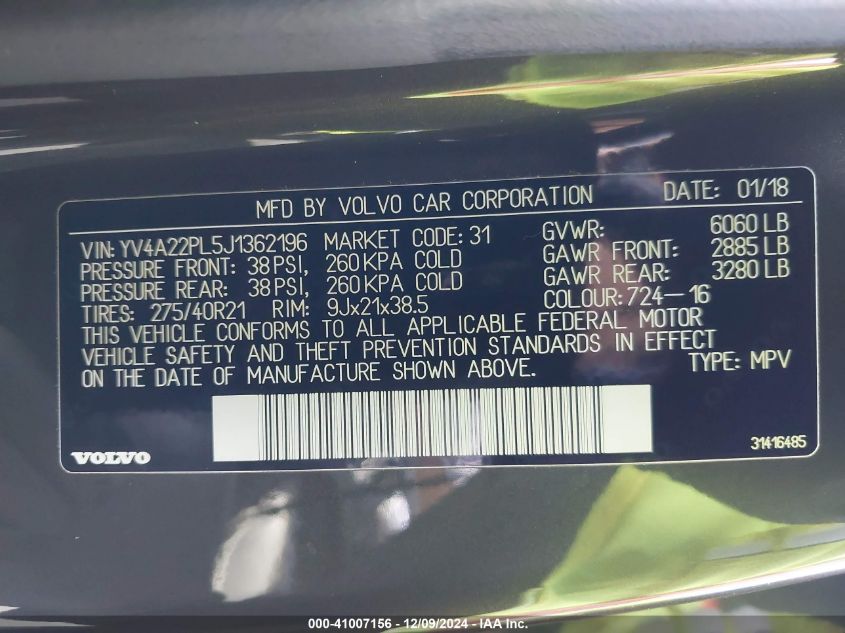 MFD BY VOLVO CAR CORPORATION DATE: 01/18
VIN: YV4A22PL5J1362196 MARKET CODE: 31 GVWR: 6060 LB
PRESSURE FRONT: 38 PSI, 260 KPA COLD GAWR FRONT: 2885 LB
PRESSURE REAR: 38 PSI, 260 KPA COLD GAWR REAR: 3280 LB
TIRES: 275/40R21 RIM: 9Jx21x38.5 COLOUR: 724-16
THIS VEHICLE CONFORMS TO ALL APPLICABLE FEDERAL MOTOR
VEHICLE SAFETY AND THEFT PREVENTION STANDARDS IN EFFECT
ON THE DATE OF MANUFACTURE SHOWN ABOVE. TYPE: MPV
VOLVO 31416485
000-41007156 - 12/09/2024 - IAA Inc.